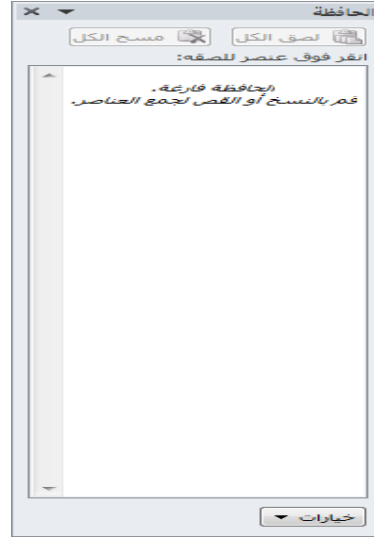 الحافظة
لصق الكل مسح الكل
انقر فوق عنصر للصقه:
الحافظة فارغة.
قم بالنسخ أو القص لجمع العناصر.
خيارات